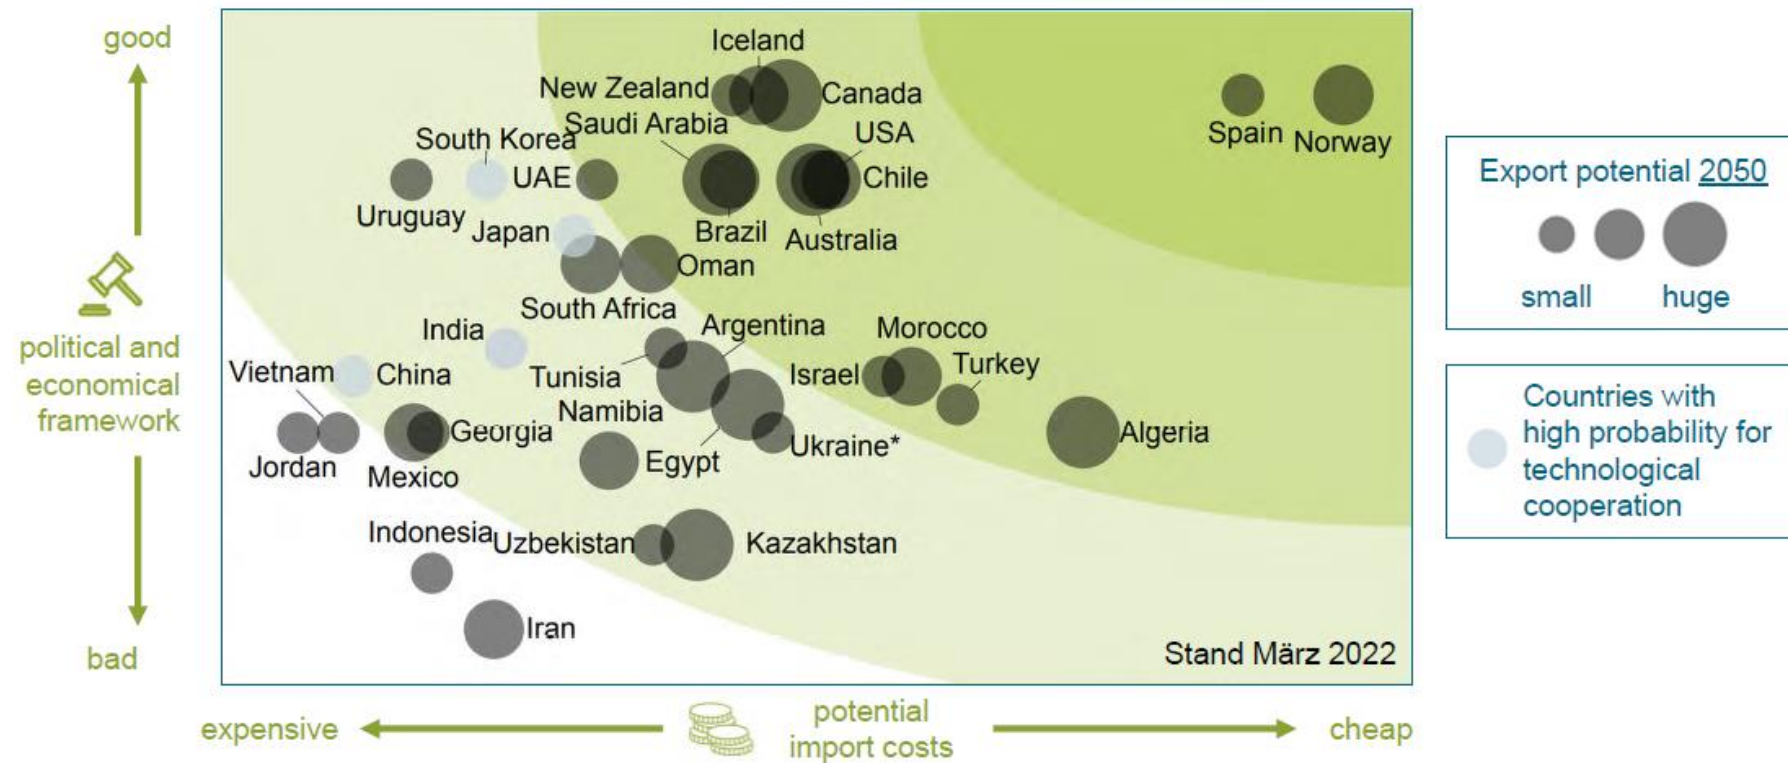 good
Iceland
New Zealand
Canada
Saudi Arabia
USA
South Korea
UAE
Chile
Spain
Norway
Uruguay
Japan
Brazil
Australia
Oman
South Africa
India
Argentina
Morocco
Vietnam
China
Tunisia
Israel
Turkey
Namibia
Jordan
Georgia
Mexico
Egypt
Ukraine*
Algeria
Indonesia
Uzbekistan
Kazakhstan
Iran
Stand März 2022
political and
economical
framework
bad
expensive
potential
import costs
cheap
Export potential 2050
small
huge
Countries with
high probability for
technological
cooperation